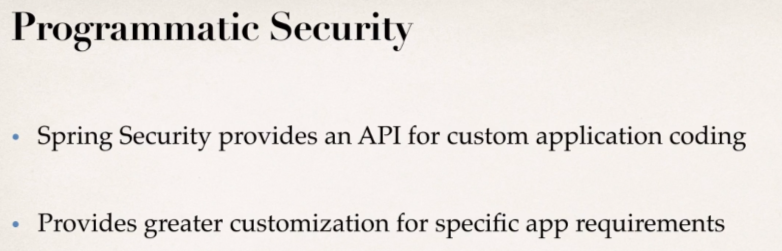 Programmatic Security
• Spring Security provides an API for custom application coding
• Provides greater customization for specific app requirements